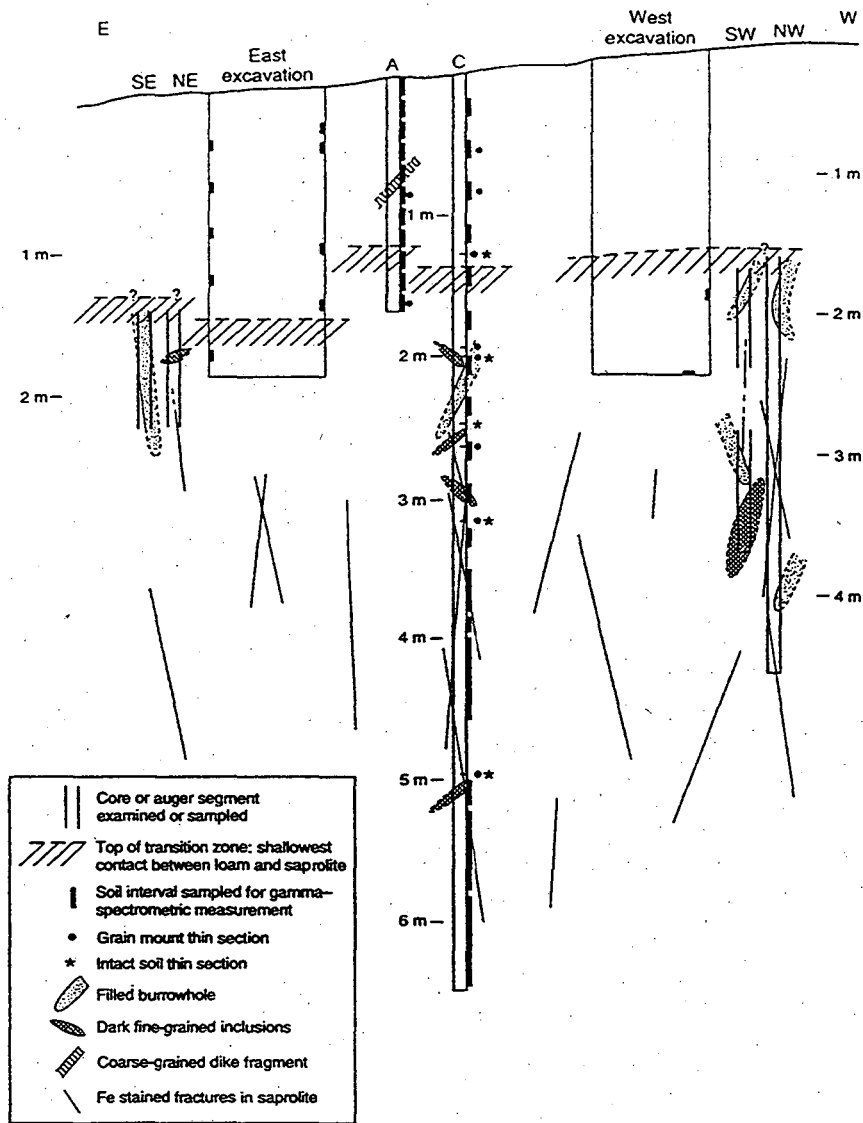 E
W
West
excavation
SW
NW
East
excavation
A
C
SE
NE
1 m
1 m
1 m
?
?
?
2 m
2 m
2 m
3 m
3 m
4 m
4 m
5 m
6 m
Core or auger segment
examined or sampled
Top of transition zone: shallowest
contact between loam and saprolite
Soil interval sampled for gamma–
spectrometric measurement
Grain mount thin section
Intact soil thin section
Filled burrowhole
Dark fine-grained inclusions
Coarse-grained dike fragment
Fe stained fractures in saprolite